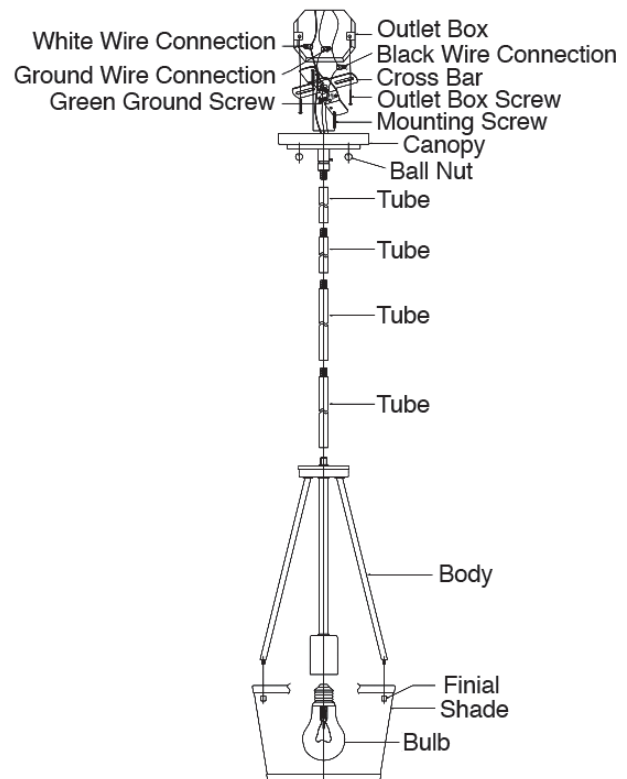 Outlet Box
White Wire Connection
Black Wire Connection
Ground Wire Connection
Cross Bar
Green Ground Screw
Outlet Box Screw
Mounting Screw
Canopy
Ball Nut
Tube
Tube
Tube
Tube
Body
Finial
Shade
Bulb